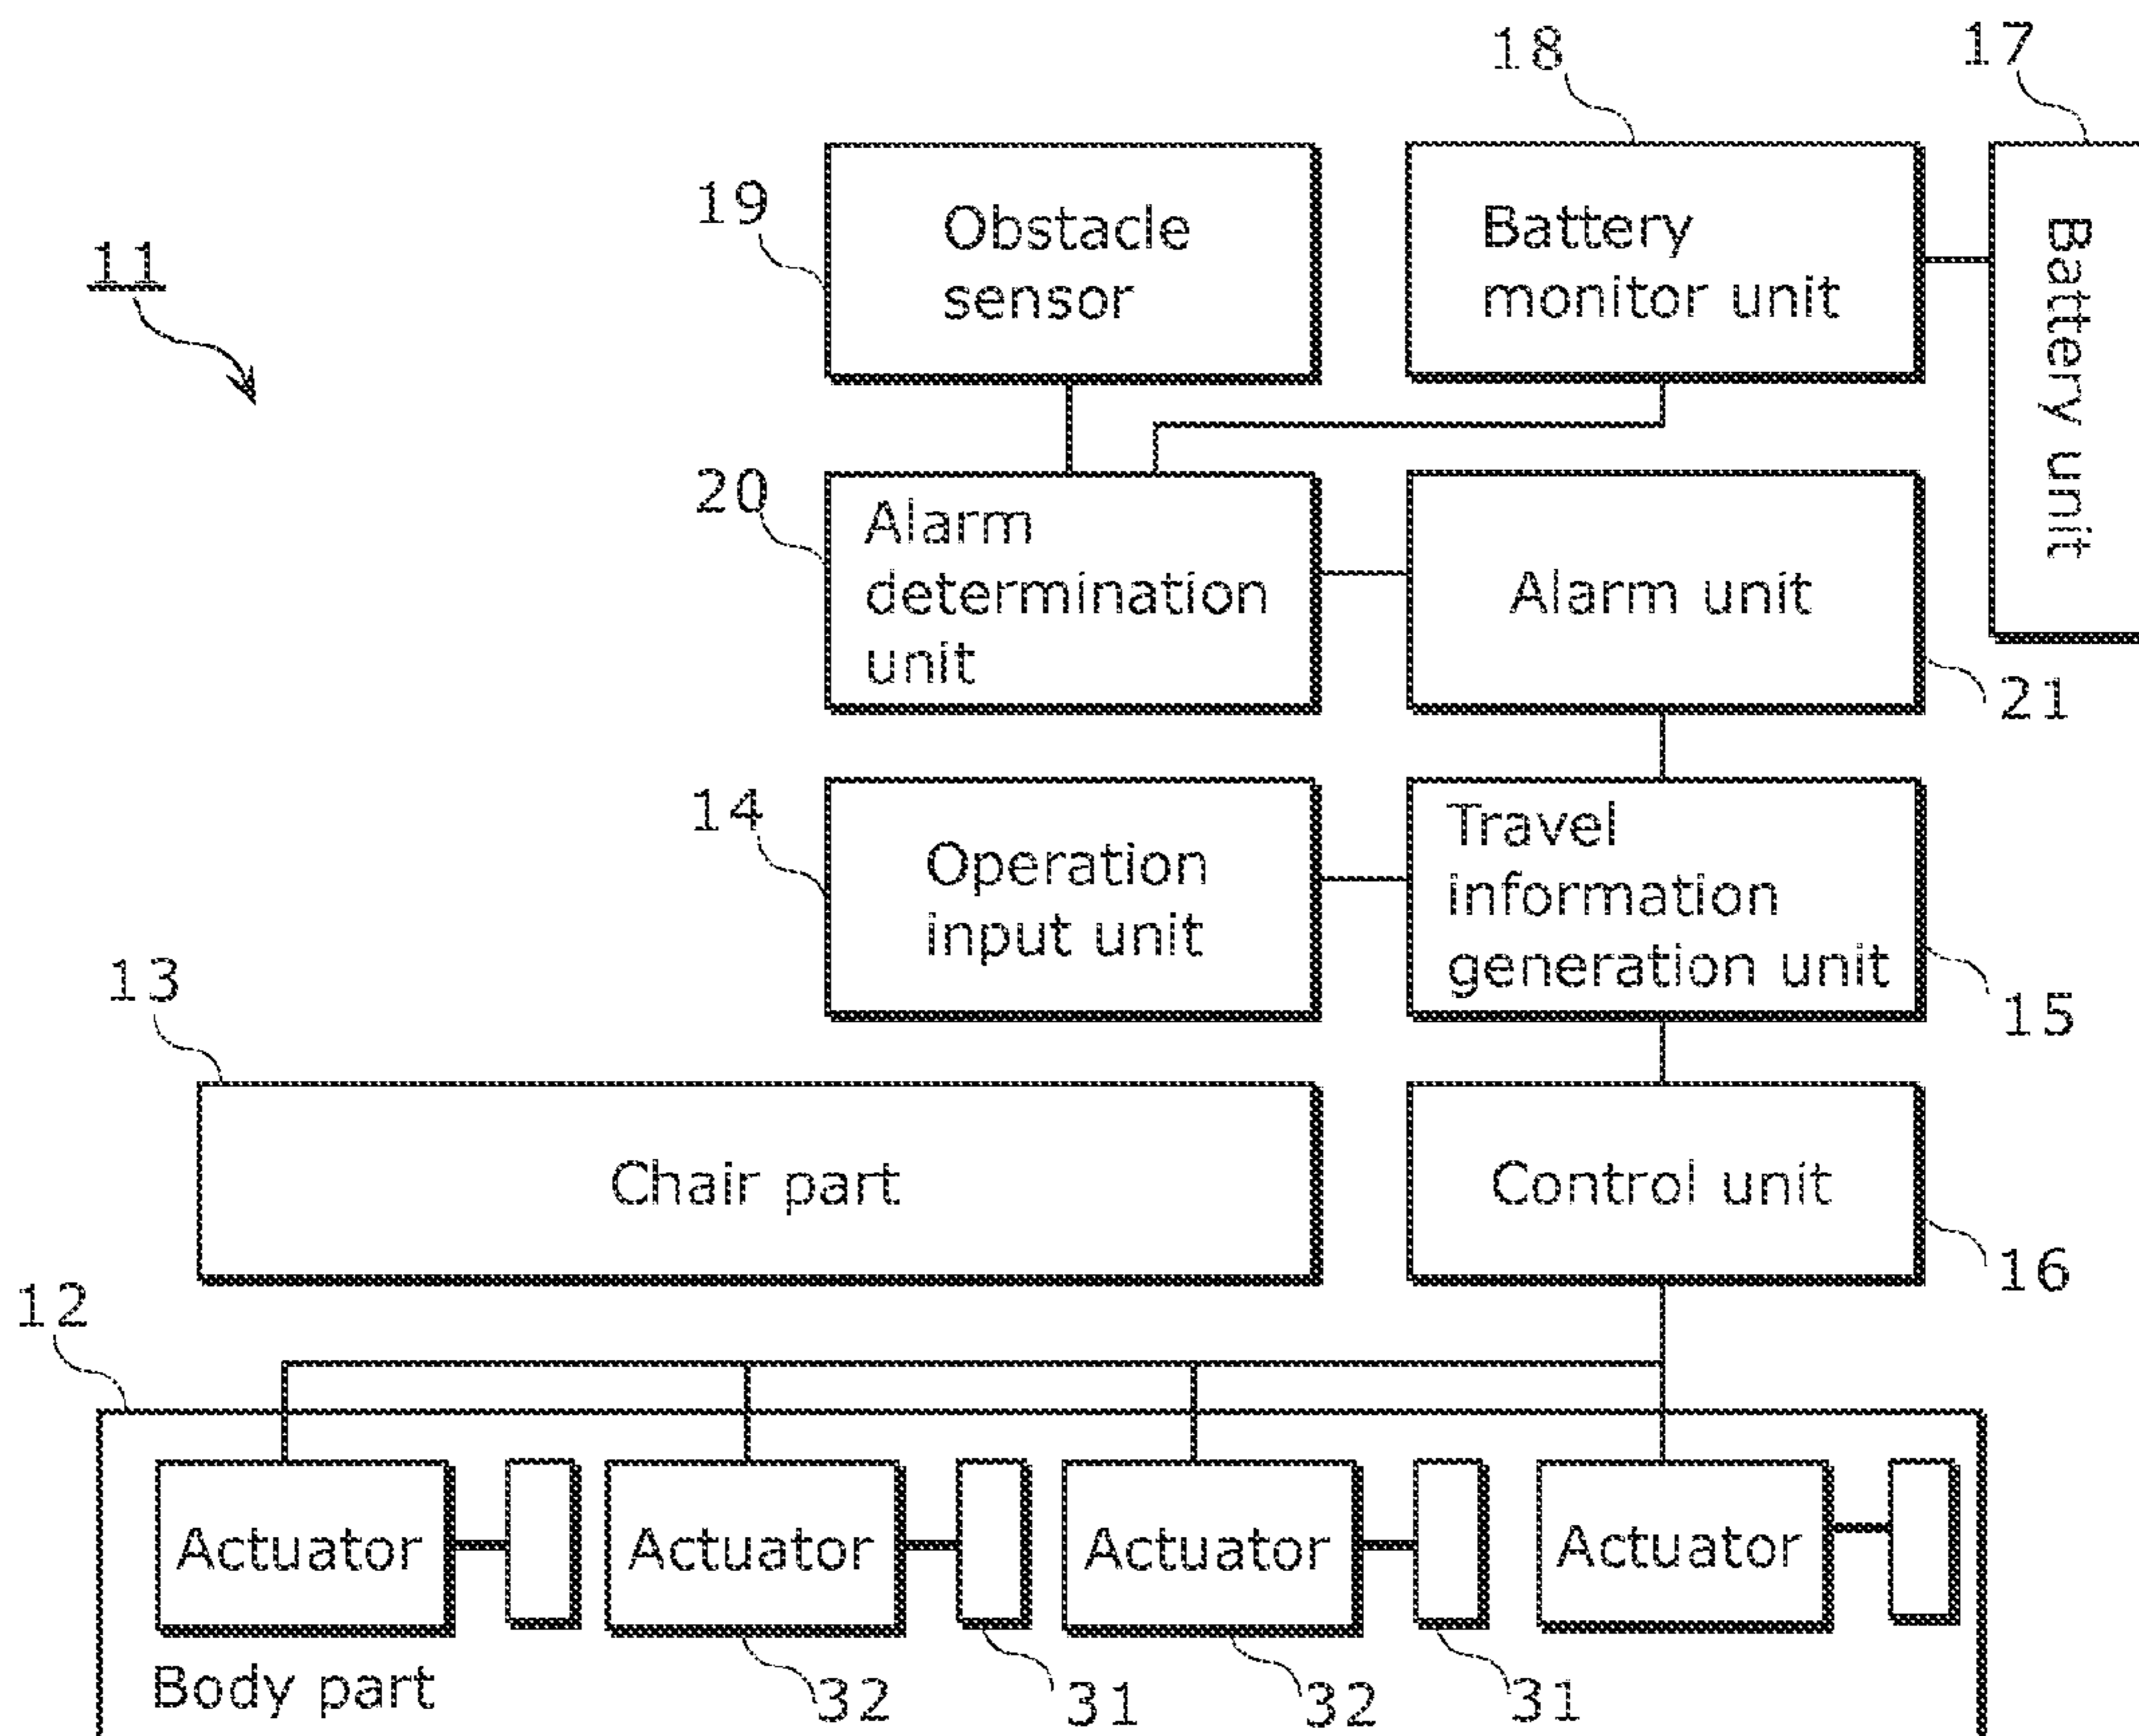 18
17
19
Obstacle
sensor
Battery
monitor unit
Battery unit
11
20
Alarm
determination
unit
Alarm unit
21
14
Operation
input unit
Travel
information
generation unit
15
13
Chair part
Control unit
16
12
Actuator
Actuator
Actuator
Actuator
Body part
32
31
32
31